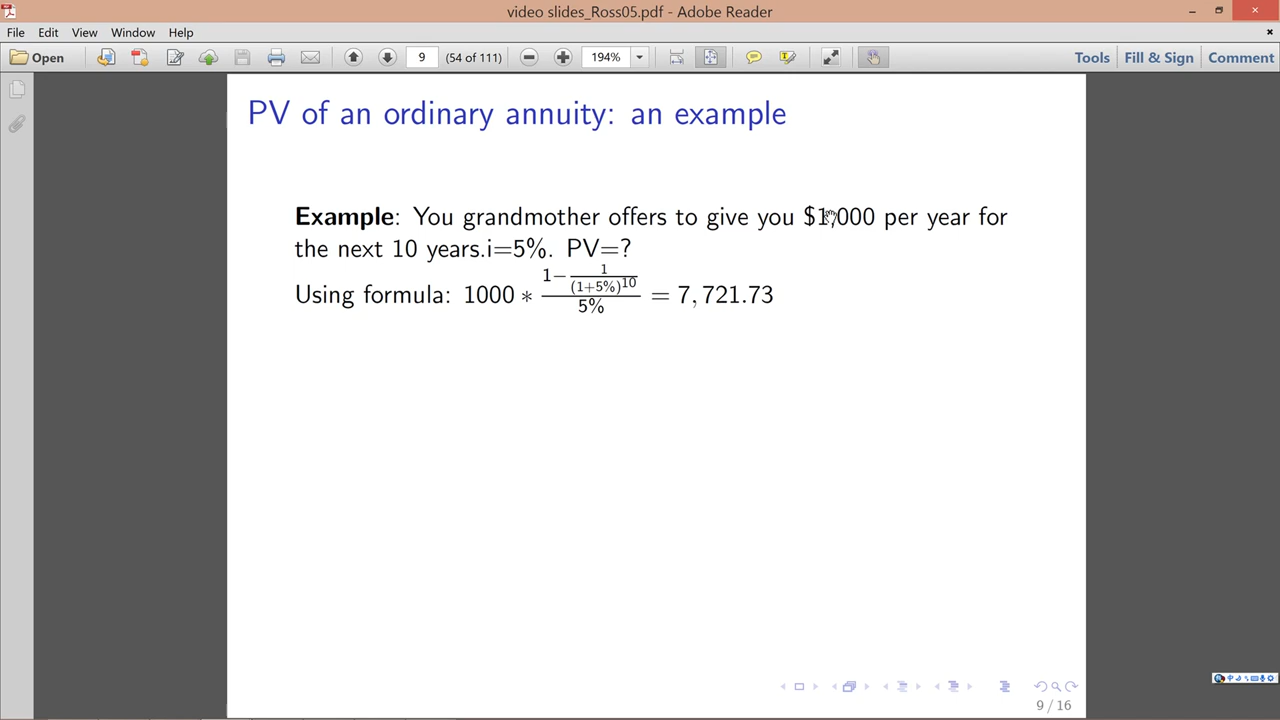 video slides_Ross05.pdf - Adobe Reader
File Edit View Window Help
Open 9 (54 of 111) 194% Tools Fill & Sign Comment
PV of an ordinary annuity: an example
Example: You grandmother offers to give you $1,000 per year for
the next 10 years.i=5%. PV=?
Using formula: 1000 ∗ (1−1/(1+5%)^10)/5% = 7, 721.73
9 / 16